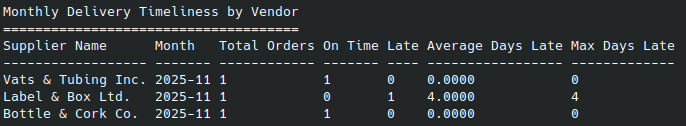 Monthly Delivery Timeliness by Vendor
=====================================
Supplier Name      Month   Total Orders On Time Late Average Days Late Max Days Late
------------------ ------- ------------ ------- ---- ----------------- -------------
Vats & Tubing Inc. 2025-11 1            1       0    0.0000            0
Label & Box Ltd.   2025-11 1            0       1    4.0000            4
Bottle & Cork Co.  2025-11 1            1       0    0.0000            0